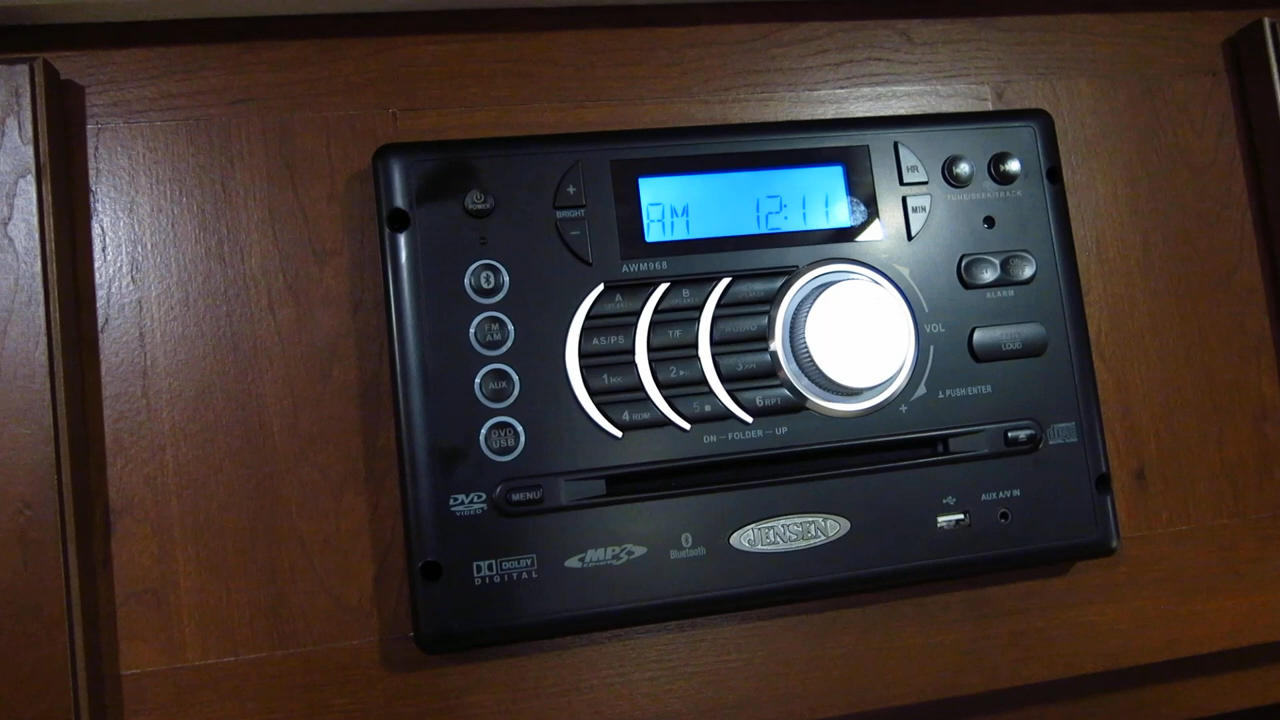 POWER
+
BRIGHT
−
AM 12:11
HR
MIN
TUNE/SEEK/TRACK
AWM968
A
SPEAKER
B
SPEAKER
FM
AM
AUX
DVD
USB
AS/PS
T/F
AUDIO
1
2
3
4 RDM
5
6 RPT
VOL
+
PUSH/ENTER
ALARM
LOUD
DN — FOLDER — UP
DVD
VIDEO
MENU
DOLBY
DIGITAL
MP3
Bluetooth
JENSEN
AUX A/V IN